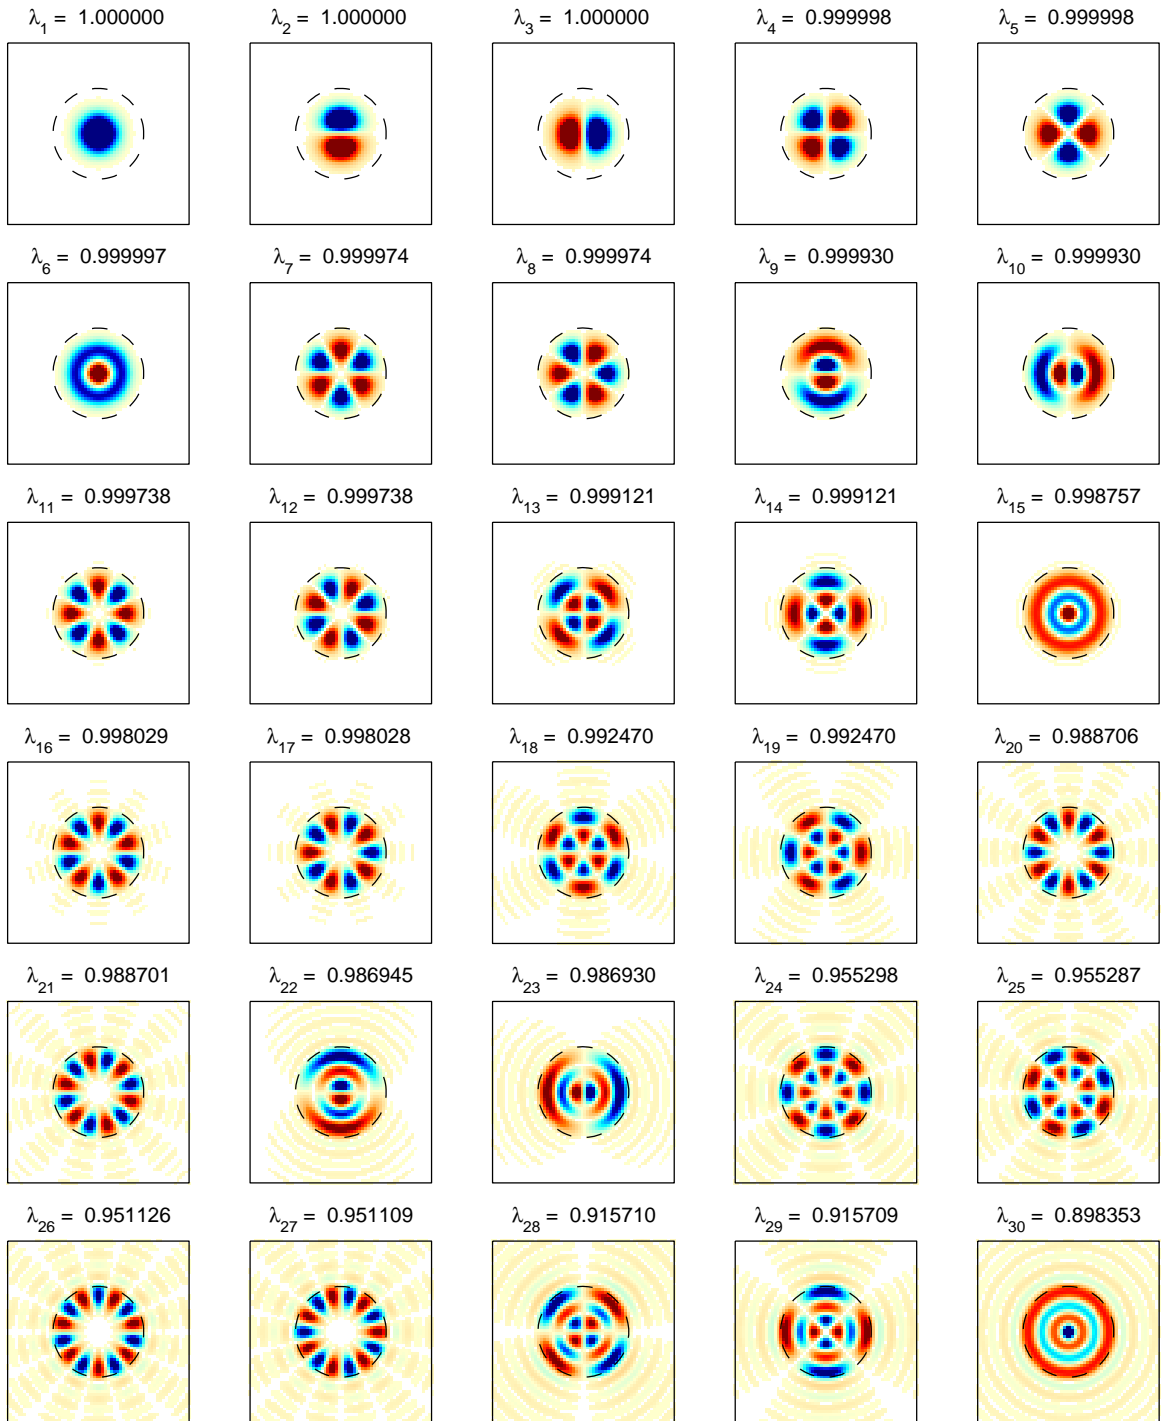 λ1 = 1.000000 λ2 = 1.000000 λ3 = 1.000000 λ4 = 0.999998 λ5 = 0.999998
λ6 = 0.999997 λ7 = 0.999974 λ8 = 0.999974 λ9 = 0.999930 λ10 = 0.999930
λ11 = 0.999738 λ12 = 0.999738 λ13 = 0.999121 λ14 = 0.999121 λ15 = 0.998757
λ16 = 0.998029 λ17 = 0.998028 λ18 = 0.992470 λ19 = 0.992470 λ20 = 0.988706
λ21 = 0.988701 λ22 = 0.986945 λ23 = 0.986930 λ24 = 0.955298 λ25 = 0.955287
λ26 = 0.951126 λ27 = 0.951109 λ28 = 0.915710 λ29 = 0.915709 λ30 = 0.898353